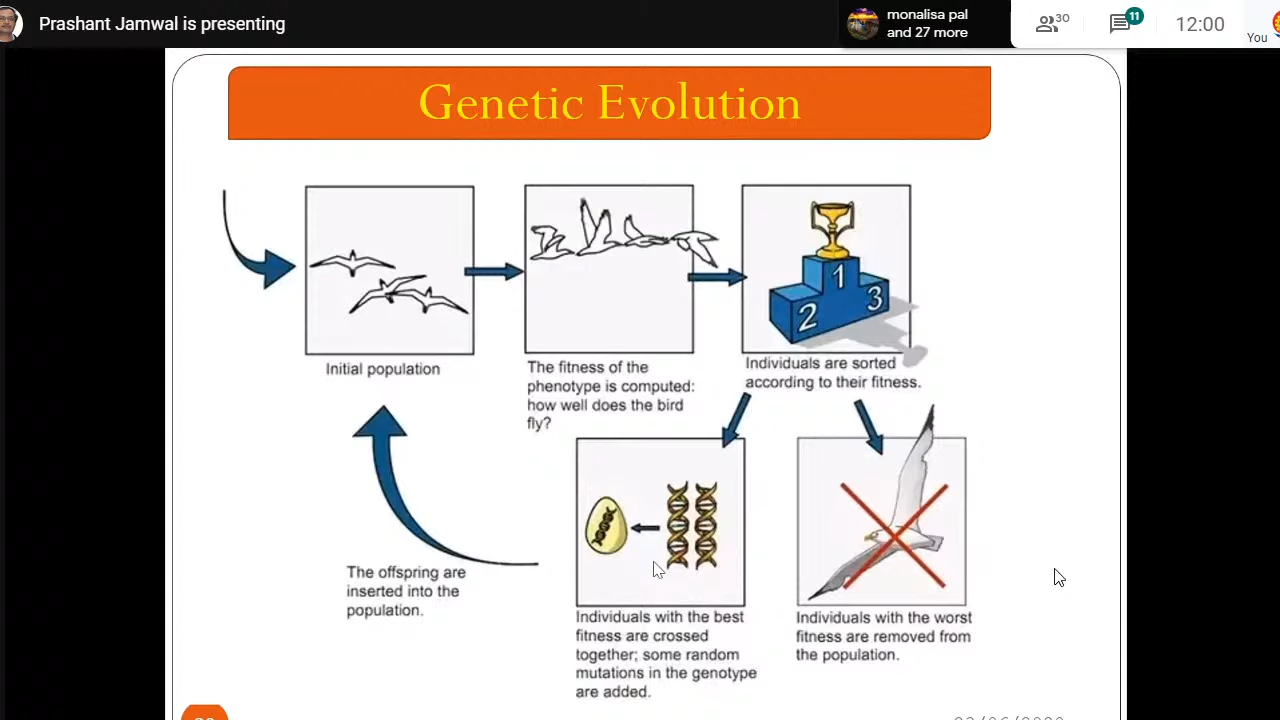 Prashant Jamwal is presenting
monalisa pal
and 27 more
30
11
12:00
You
Genetic Evolution
1
2
3
Initial population
The fitness of the
phenotype is computed:
how well does the bird
fly?
Individuals are sorted
according to their fitness.
The offspring are
inserted into the
population.
Individuals with the best
fitness are crossed
together; some random
mutations in the genotype
are added.
Individuals with the worst
fitness are removed from
the population.